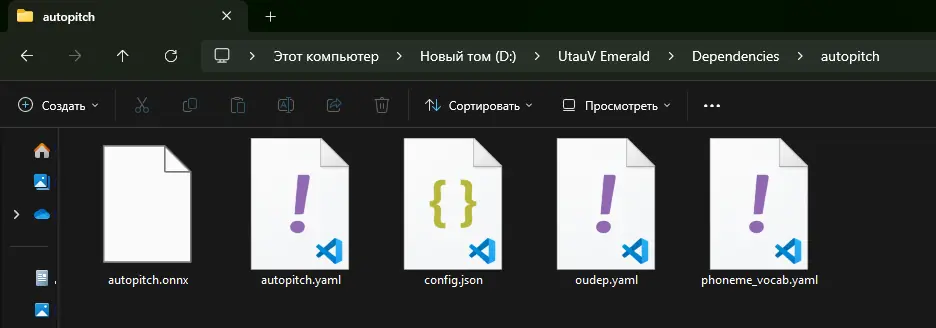 autopitch
Этот компьютер > Новый том (D:) > UtauV Emerald > Dependencies > autopitch
Создать Сортировать Просмотреть
autopitch.onnx autopitch.yaml config.json oudep.yaml phoneme_vocab.yaml